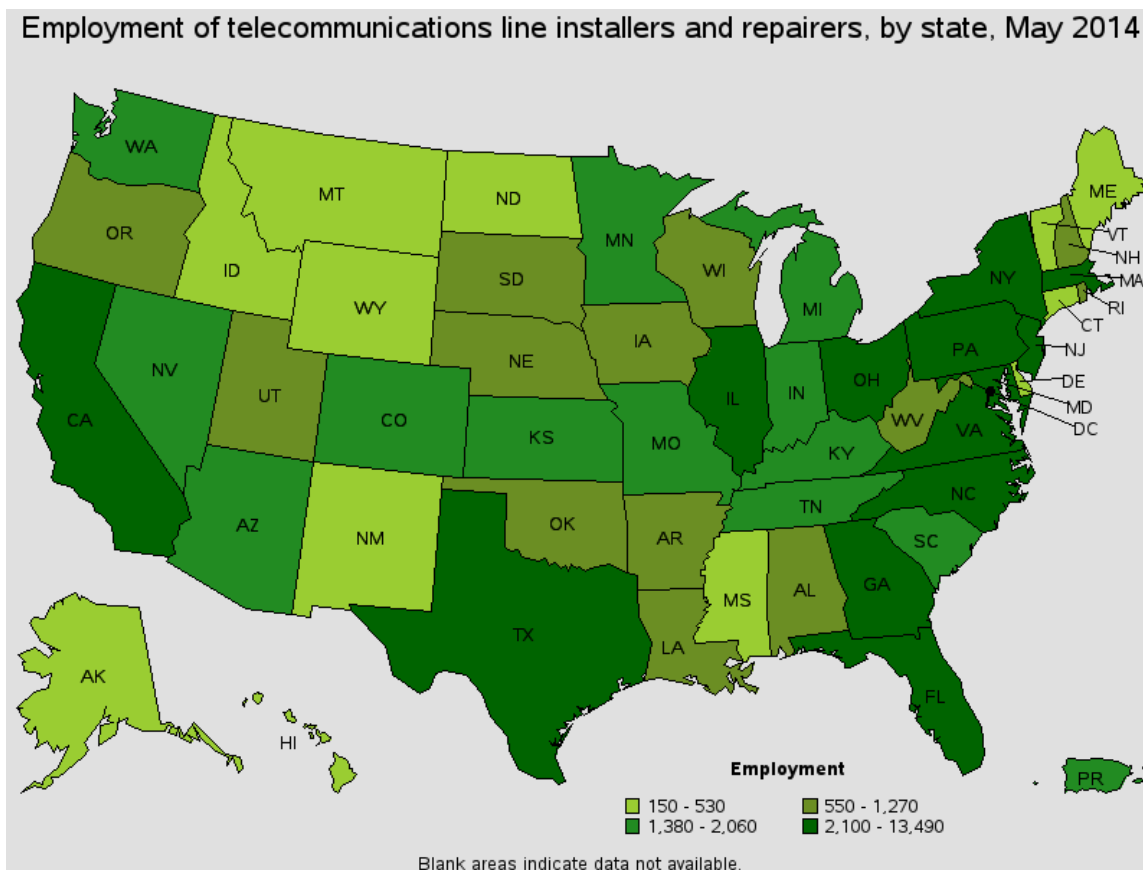 Employment of telecommunications line installers and repairers, by state, May 2014
WA
MT
ND
ME
OR
MN
VT
ID
SD
WI
NY
NH
WY
MI
MA
RI
CT
NE
IA
PA
NJ
NV
UT
IL
IN
OH
DE
CA
CO
WV
MD
KS
MO
VA
DC
KY
AZ
NM
OK
AR
TN
NC
SC
MS
AL
GA
TX
LA
AK
FL
HI
PR
Employment
150 - 530 550 - 1,270
1,380 - 2,060 2,100 - 13,490
Blank areas indicate data not available.